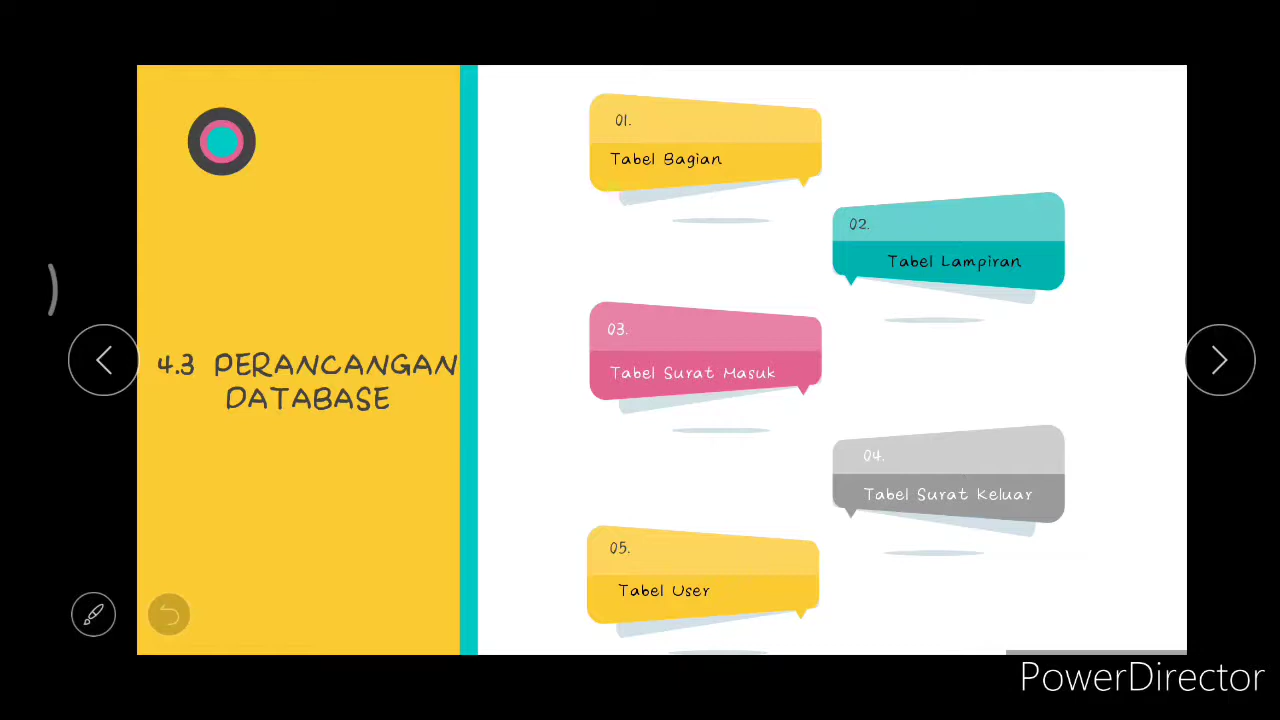 4.3 PERANCANGAN
DATABASE
01.
Tabel Bagian
02.
Tabel Lampiran
03.
Tabel Surat Masuk
04.
Tabel Surat Keluar
05.
Tabel User
PowerDirector